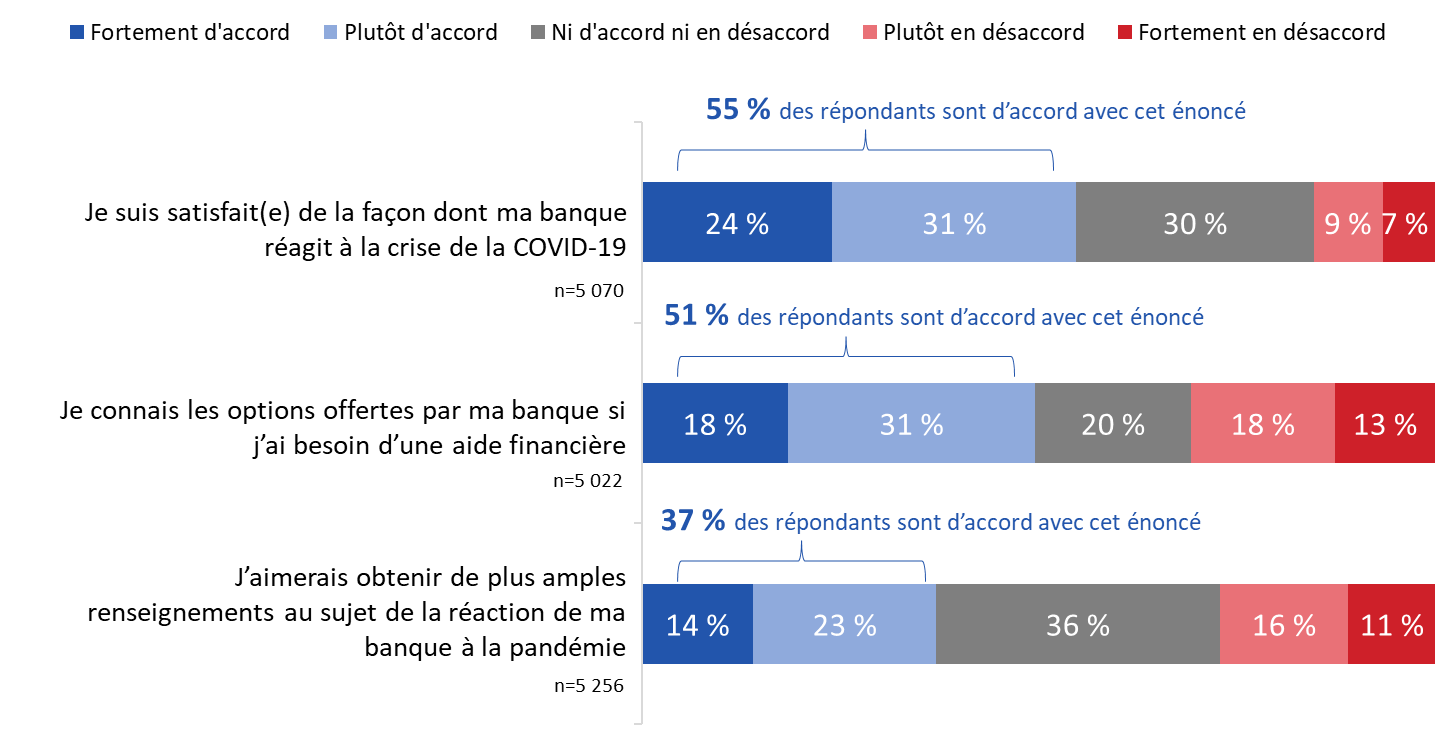 Fortement d'accord Plutôt d'accord Ni d'accord ni en désaccord Plutôt en désaccord Fortement en désaccord
55 % des répondants sont d’accord avec cet énoncé
Je suis satisfait(e) de la façon dont ma banque
réagit à la crise de la COVID-19
n=5 070
24 % 31 % 30 % 9 % 7 %
51 % des répondants sont d’accord avec cet énoncé
Je connais les options offertes par ma banque si
j’ai besoin d’une aide financière
n=5 022
18 % 31 % 20 % 18 % 13 %
37 % des répondants sont d’accord avec cet énoncé
J’aimerais obtenir de plus amples
renseignements au sujet de la réaction de ma
banque à la pandémie
n=5 256
14 % 23 % 36 % 16 % 11 %